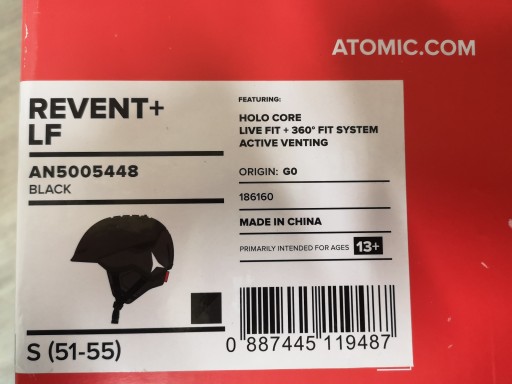 ATOMIC.COM
REVENT+
LF
AN5005448
BLACK
S (51-55)
FEATURING:
HOLO CORE
LIVE FIT + 360° FIT SYSTEM
ACTIVE VENTING
ORIGIN: G0
186160
MADE IN CHINA
PRIMARILY INTENDED FOR AGES 13+
0 887445 119487